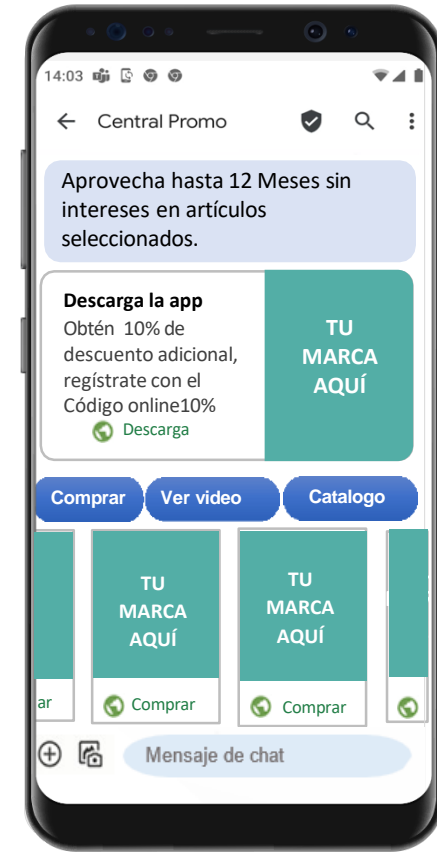 14:03
Central Promo
Aprovecha hasta 12 Meses sin
intereses en artículos
seleccionados.
Descarga la app
Obtén 10% de
descuento adicional,
regístrate con el
Código online10%
Descarga
TU
MARCA
AQUÍ
Comprar
Ver video
Catalogo
TU
MARCA
AQUÍ
TU
MARCA
AQUÍ
ar
Comprar
Comprar
Mensaje de chat